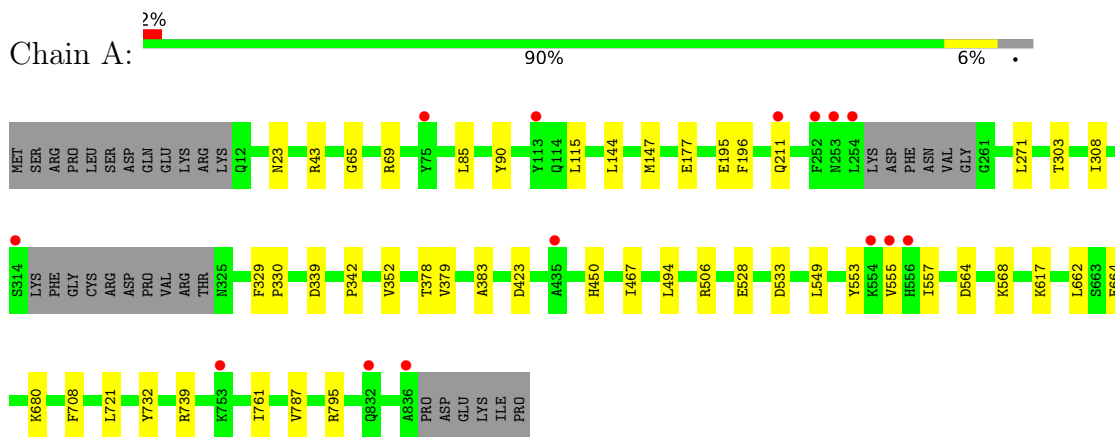 2%
Chain A:
90% 6% •
MET SER ARG PRO LEU SER ASP GLN GLU LYS ARG LYS Q12 N23 R43 G65 R69 Y75 L85 Y90 Y113 Q114 L115 L144 M147 E177 E195 F196 Q211 F252 N253 L254 LYS ASP PHE ASN VAL GLY G261 L271 T303 I308
S314 LYS PHE GLY CYS ARG ASP PRO VAL ARG THR N325 F329 P330 D339 P342 V352 T378 V379 A383 D423 A435 H450 I467 L494 R506 E528 D533 L549 Y553 K554 V555 H556 I557 D564 K568 K617 L662 S663
K680 F708 L721 Y732 R739 K753 I761 V787 R795 Q832 A836 PRO ASP GLU LYS ILE PRO